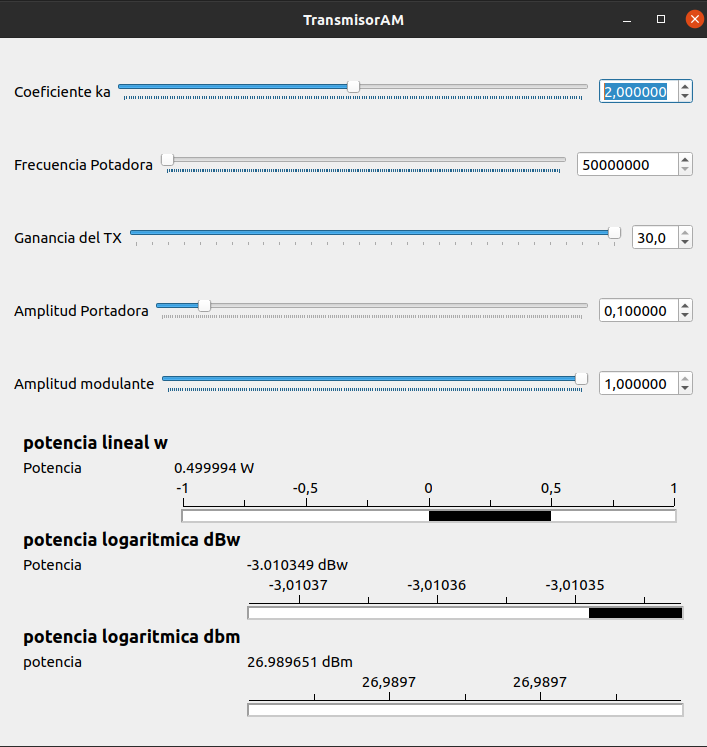 TransmisorAM
Coeficiente ka 2,000000
Frecuencia Potadora 50000000
Ganancia del TX 30,0
Amplitud Portadora 0,100000
Amplitud modulante 1,000000
potencia lineal w
Potencia 0.499994 W
-1 -0,5 0 0,5 1
potencia logaritmica dBw
Potencia -3.010349 dBw
-3,01037 -3,01036 -3,01035
potencia logaritmica dbm
potencia 26.989651 dBm
26,9897 26,9897